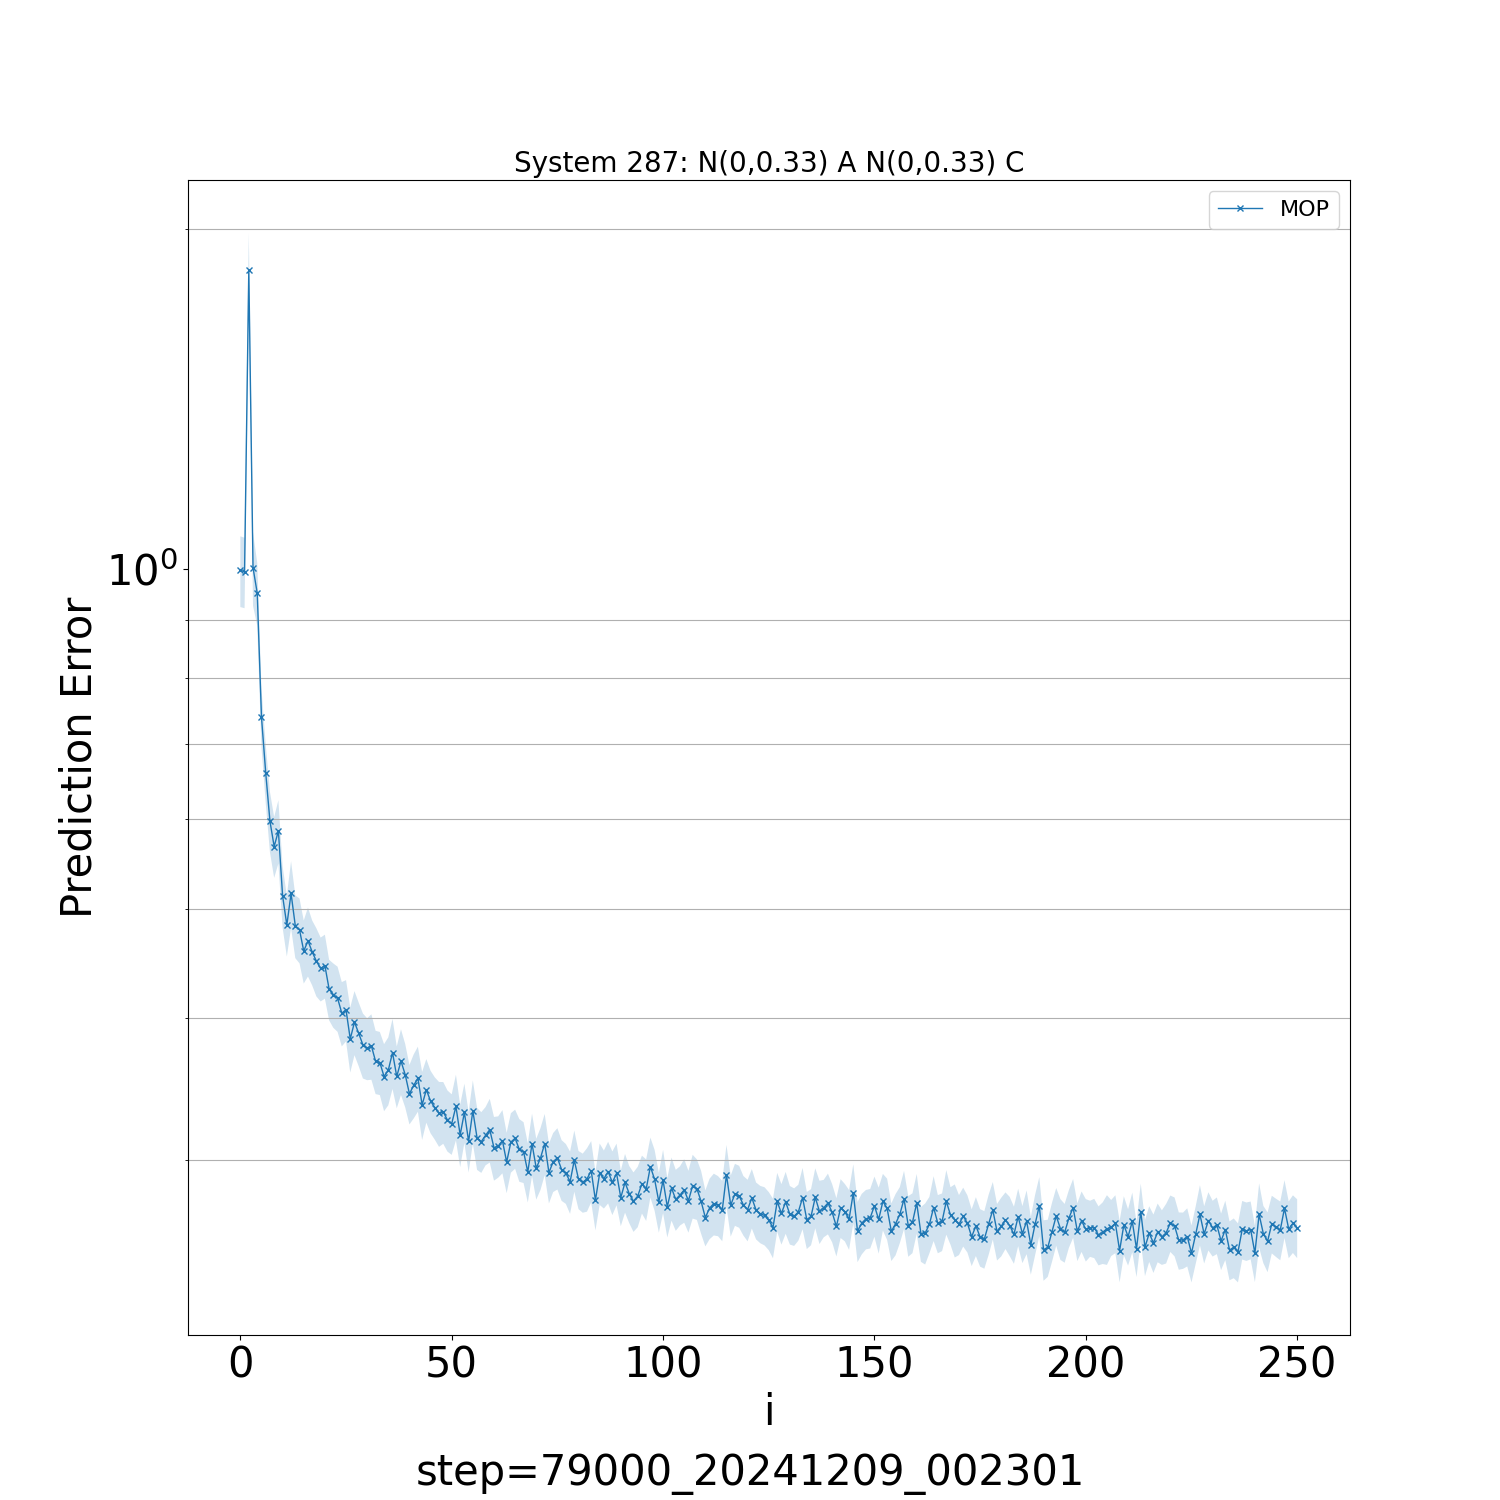 System 287: N(0,0.33) A N(0,0.33) C
MOP
10⁰
Prediction Error
0 50 100 150 200 250
i
step=79000_20241209_002301